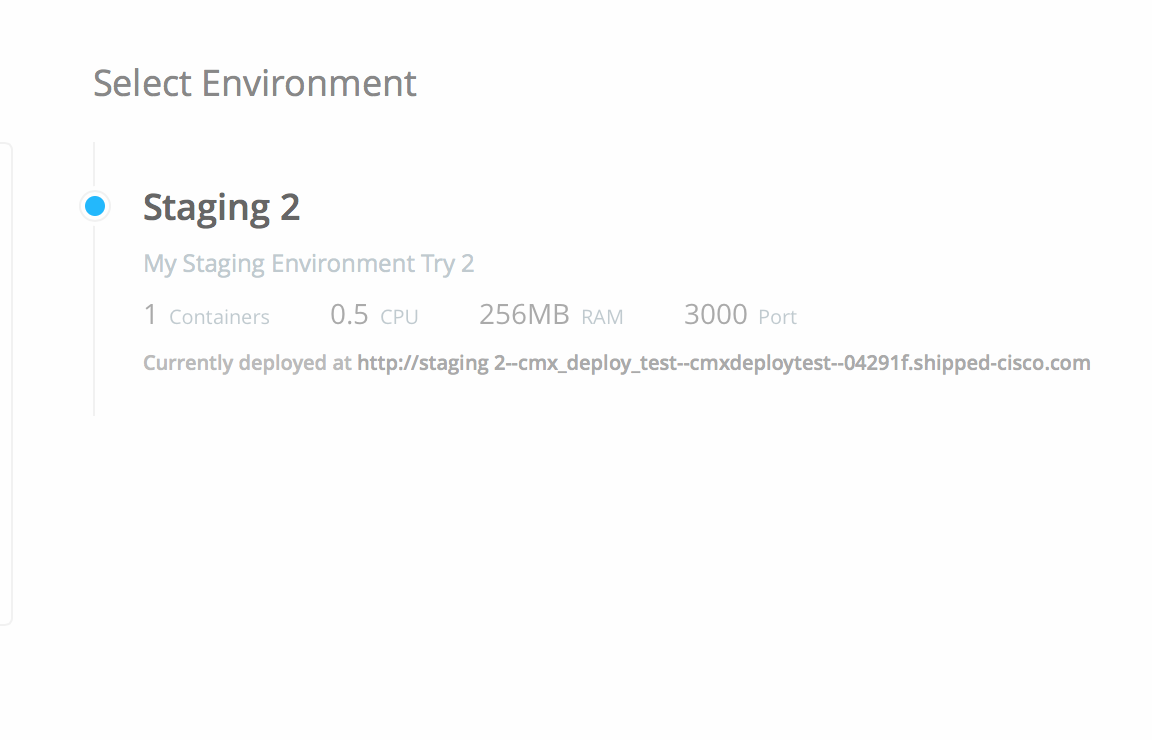 Select Environment
Staging 2
My Staging Environment Try 2
1 Containers 0.5 CPU 256MB RAM 3000 Port
Currently deployed at http://staging 2--cmx_deploy_test--cmxdeploytest--04291f.shipped-cisco.com